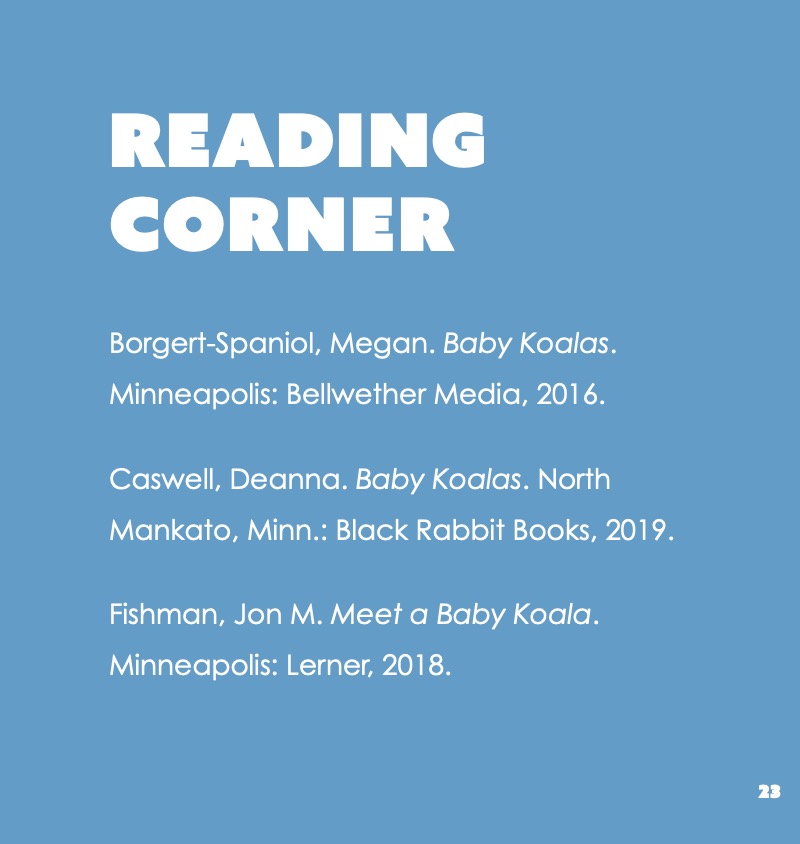 READING
CORNER
Borgert-Spaniol, Megan. Baby Koalas.
Minneapolis: Bellwether Media, 2016.
Caswell, Deanna. Baby Koalas. North
Mankato, Minn.: Black Rabbit Books, 2019.
Fishman, Jon M. Meet a Baby Koala.
Minneapolis: Lerner, 2018.
23